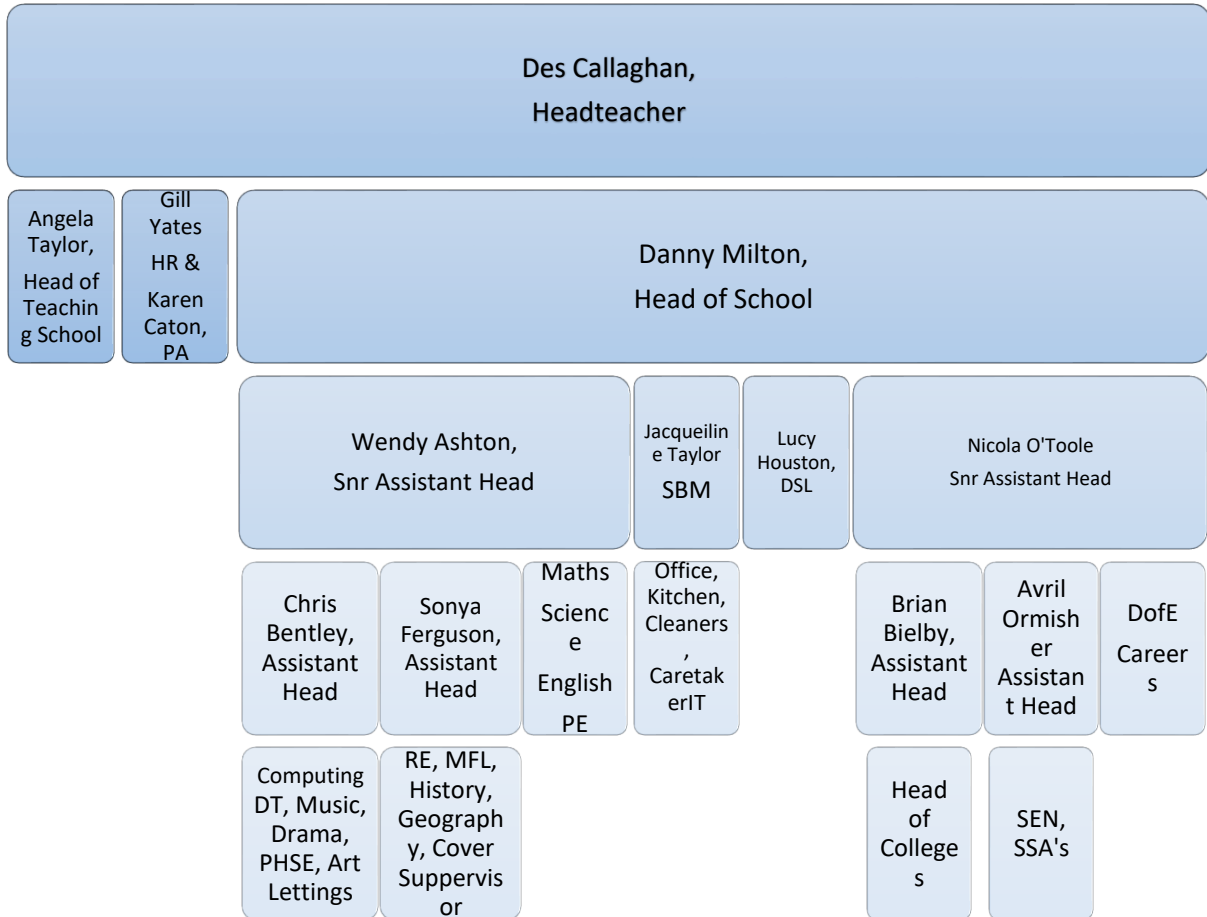 Des Callaghan,
Headteacher
Angela
Taylor,
Head of
Teachin
g School
Gill
Yates
HR &
Karen
Caton,
PA
Danny Milton,
Head of School
Wendy Ashton,
Snr Assistant Head
Jacqueilin
e Taylor
SBM
Lucy
Houston,
DSL
Nicola O'Toole
Snr Assistant Head
Chris
Bentley,
Assistant
Head
Sonya
Ferguson,
Assistant
Head
Maths
Scienc
e
English
PE
Office,
Kitchen,
Cleaners
,
Caretak
erIT
Brian
Bielby,
Assistant
Head
Avril
Ormish
er
Assistan
t Head
DofE
Career
s
Computing
DT, Music,
Drama,
PHSE, Art
Lettings
RE, MFL,
History,
Geograph
y, Cover
Suppervis
or
Head
of
College
s
SEN,
SSA's